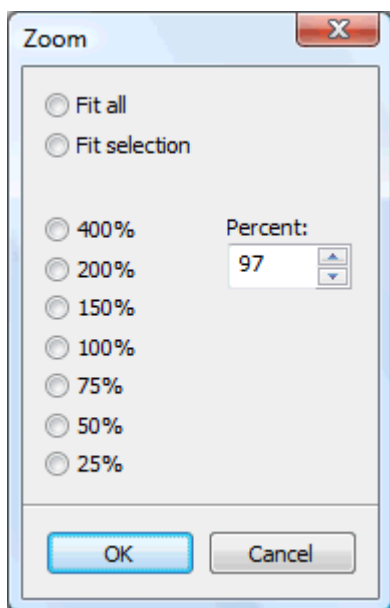 Zoom
Fit all
Fit selection
400%
Percent:
200%
97
150%
100%
75%
50%
25%
OK
Cancel